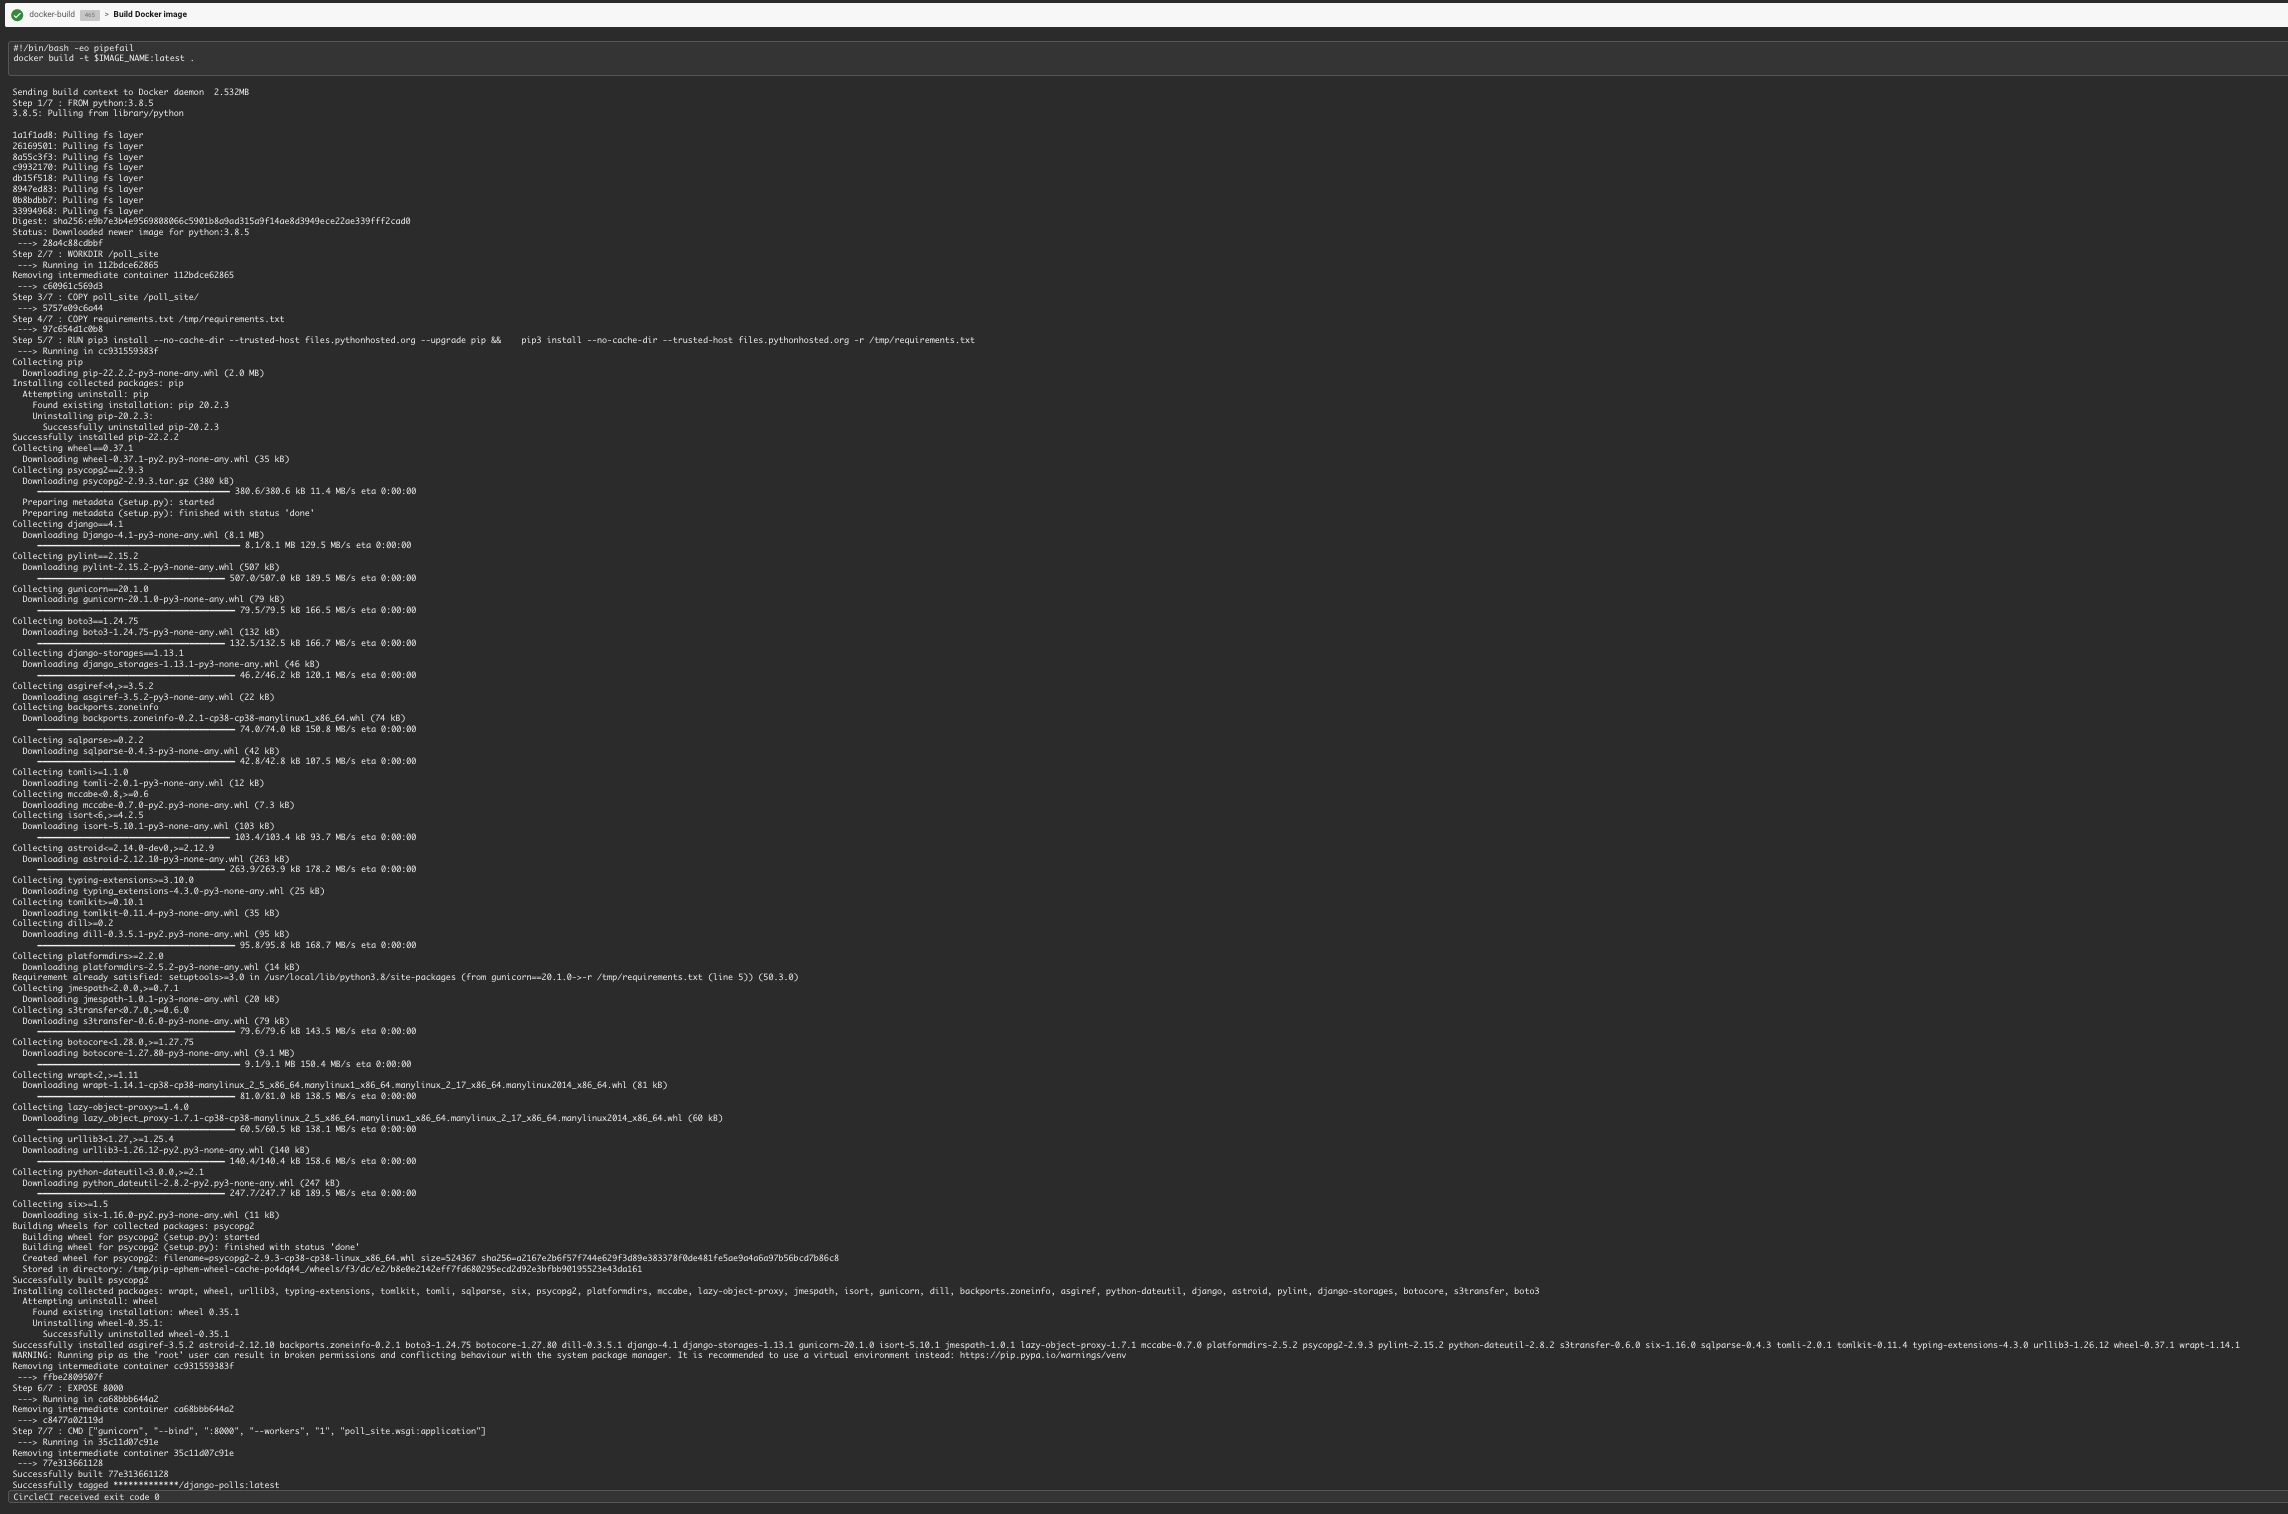 docker-build 465 > Build Docker image
#!/bin/bash -eo pipefail
docker build -t $IMAGE_NAME:latest .
Sending build context to Docker daemon  2.532MB
Step 1/7 : FROM python:3.8.5
3.8.5: Pulling from library/python
1a1f1ad8: Pulling fs layer
26169501: Pulling fs layer
8a55c3f3: Pulling fs layer
c9932170: Pulling fs layer
db15f518: Pulling fs layer
8947ed83: Pulling fs layer
0b8bdbb7: Pulling fs layer
33994968: Pulling fs layer
Digest: sha256:e9b7e3b4e9569808066c5901b8a9ad315a9f14ae8d3949ece22ae339fff2cad0
Status: Downloaded newer image for python:3.8.5
 ---> 28a4c88cdbbf
Step 2/7 : WORKDIR /poll_site
 ---> Running in 112bdce62865
Removing intermediate container 112bdce62865
 ---> c60961c569d3
Step 3/7 : COPY poll_site /poll_site/
 ---> 5757e09c6a44
Step 4/7 : COPY requirements.txt /tmp/requirements.txt
 ---> 97c654d1c0b8
Step 5/7 : RUN pip3 install --no-cache-dir --trusted-host files.pythonhosted.org --upgrade pip &&    pip3 install --no-cache-dir --trusted-host files.pythonhosted.org -r /tmp/requirements.txt
 ---> Running in cc931559383f
Collecting pip
  Downloading pip-22.2.2-py3-none-any.whl (2.0 MB)
Installing collected packages: pip
  Attempting uninstall: pip
    Found existing installation: pip 20.2.3
    Uninstalling pip-20.2.3:
      Successfully uninstalled pip-20.2.3
Successfully installed pip-22.2.2
Collecting wheel==0.37.1
  Downloading wheel-0.37.1-py2.py3-none-any.whl (35 kB)
Collecting psycopg2==2.9.3
  Downloading psycopg2-2.9.3.tar.gz (380 kB)
380.6/380.6 kB 11.4 MB/s eta 0:00:00
  Preparing metadata (setup.py): started
  Preparing metadata (setup.py): finished with status 'done'
Collecting django==4.1
  Downloading Django-4.1-py3-none-any.whl (8.1 MB)
8.1/8.1 MB 129.5 MB/s eta 0:00:00
Collecting pylint==2.15.2
  Downloading pylint-2.15.2-py3-none-any.whl (507 kB)
507.0/507.0 kB 189.5 MB/s eta 0:00:00
Collecting gunicorn==20.1.0
  Downloading gunicorn-20.1.0-py3-none-any.whl (79 kB)
79.5/79.5 kB 166.5 MB/s eta 0:00:00
Collecting boto3==1.24.75
  Downloading boto3-1.24.75-py3-none-any.whl (132 kB)
132.5/132.5 kB 166.7 MB/s eta 0:00:00
Collecting django-storages==1.13.1
  Downloading django_storages-1.13.1-py3-none-any.whl (46 kB)
46.2/46.2 kB 120.1 MB/s eta 0:00:00
Collecting asgiref<4,>=3.5.2
  Downloading asgiref-3.5.2-py3-none-any.whl (22 kB)
Collecting backports.zoneinfo
  Downloading backports.zoneinfo-0.2.1-cp38-cp38-manylinux1_x86_64.whl (74 kB)
74.0/74.0 kB 150.8 MB/s eta 0:00:00
Collecting sqlparse>=0.2.2
  Downloading sqlparse-0.4.3-py3-none-any.whl (42 kB)
42.8/42.8 kB 107.5 MB/s eta 0:00:00
Collecting tomli>=1.1.0
  Downloading tomli-2.0.1-py3-none-any.whl (12 kB)
Collecting mccabe<0.8,>=0.6
  Downloading mccabe-0.7.0-py2.py3-none-any.whl (7.3 kB)
Collecting isort<6,>=4.2.5
  Downloading isort-5.10.1-py3-none-any.whl (103 kB)
103.4/103.4 kB 93.7 MB/s eta 0:00:00
Collecting astroid<=2.14.0-dev0,>=2.12.9
  Downloading astroid-2.12.10-py3-none-any.whl (263 kB)
263.9/263.9 kB 178.2 MB/s eta 0:00:00
Collecting typing-extensions>=3.10.0
  Downloading typing_extensions-4.3.0-py3-none-any.whl (25 kB)
Collecting tomlkit>=0.10.1
  Downloading tomlkit-0.11.4-py3-none-any.whl (35 kB)
Collecting dill>=0.2
  Downloading dill-0.3.5.1-py2.py3-none-any.whl (95 kB)
95.8/95.8 kB 168.7 MB/s eta 0:00:00
Collecting platformdirs>=2.2.0
  Downloading platformdirs-2.5.2-py3-none-any.whl (14 kB)
Requirement already satisfied: setuptools>=3.0 in /usr/local/lib/python3.8/site-packages (from gunicorn==20.1.0->-r /tmp/requirements.txt (line 5)) (50.3.0)
Collecting jmespath<2.0.0,>=0.7.1
  Downloading jmespath-1.0.1-py3-none-any.whl (20 kB)
Collecting s3transfer<0.7.0,>=0.6.0
  Downloading s3transfer-0.6.0-py3-none-any.whl (79 kB)
79.6/79.6 kB 143.5 MB/s eta 0:00:00
Collecting botocore<1.28.0,>=1.27.75
  Downloading botocore-1.27.80-py3-none-any.whl (9.1 MB)
9.1/9.1 MB 150.4 MB/s eta 0:00:00
Collecting wrapt<2,>=1.11
  Downloading wrapt-1.14.1-cp38-cp38-manylinux_2_5_x86_64.manylinux1_x86_64.manylinux_2_17_x86_64.manylinux2014_x86_64.whl (81 kB)
81.0/81.0 kB 138.5 MB/s eta 0:00:00
Collecting lazy-object-proxy>=1.4.0
  Downloading lazy_object_proxy-1.7.1-cp38-cp38-manylinux_2_5_x86_64.manylinux1_x86_64.manylinux_2_17_x86_64.manylinux2014_x86_64.whl (60 kB)
60.5/60.5 kB 138.1 MB/s eta 0:00:00
Collecting urllib3<1.27,>=1.25.4
  Downloading urllib3-1.26.12-py2.py3-none-any.whl (140 kB)
140.4/140.4 kB 158.6 MB/s eta 0:00:00
Collecting python-dateutil<3.0.0,>=2.1
  Downloading python_dateutil-2.8.2-py2.py3-none-any.whl (247 kB)
247.7/247.7 kB 189.5 MB/s eta 0:00:00
Collecting six>=1.5
  Downloading six-1.16.0-py2.py3-none-any.whl (11 kB)
Building wheels for collected packages: psycopg2
  Building wheel for psycopg2 (setup.py): started
  Building wheel for psycopg2 (setup.py): finished with status 'done'
  Created wheel for psycopg2: filename=psycopg2-2.9.3-cp38-cp38-linux_x86_64.whl size=524367 sha256=a2167e2b6f57f744e629f3d89e383378f0de481fe5ae9a4a6a97b56bcd7b86c8
  Stored in directory: /tmp/pip-ephem-wheel-cache-po4dq44_/wheels/f3/dc/e2/b8e0e2142eff7fd680295ecd2d92e3bfbb90195523e43da161
Successfully built psycopg2
Installing collected packages: wrapt, wheel, urllib3, typing-extensions, tomlkit, tomli, sqlparse, six, psycopg2, platformdirs, mccabe, lazy-object-proxy, jmespath, isort, gunicorn, dill, backports.zoneinfo, asgiref, python-dateutil, django, astroid, pylint, django-storages, botocore, s3transfer, boto3
  Attempting uninstall: wheel
    Found existing installation: wheel 0.35.1
    Uninstalling wheel-0.35.1:
      Successfully uninstalled wheel-0.35.1
Successfully installed asgiref-3.5.2 astroid-2.12.10 backports.zoneinfo-0.2.1 boto3-1.24.75 botocore-1.27.80 dill-0.3.5.1 django-4.1 django-storages-1.13.1 gunicorn-20.1.0 isort-5.10.1 jmespath-1.0.1 lazy-object-proxy-1.7.1 mccabe-0.7.0 platformdirs-2.5.2 psycopg2-2.9.3 pylint-2.15.2 python-dateutil-2.8.2 s3transfer-0.6.0 six-1.16.0 sqlparse-0.4.3 tomli-2.0.1 tomlkit-0.11.4 typing-extensions-4.3.0 urllib3-1.26.12 wheel-0.37.1 wrapt-1.14.1
WARNING: Running pip as the 'root' user can result in broken permissions and conflicting behaviour with the system package manager. It is recommended to use a virtual environment instead: https://pip.pypa.io/warnings/venv
Removing intermediate container cc931559383f
 ---> ffbe2809507f
Step 6/7 : EXPOSE 8000
 ---> Running in ca68bbb644a2
Removing intermediate container ca68bbb644a2
 ---> c8477a02119d
Step 7/7 : CMD ["gunicorn", "--bind", ":8000", "--workers", "1", "poll_site.wsgi:application"]
 ---> Running in 35c11d07c91e
Removing intermediate container 35c11d07c91e
 ---> 77e313661128
Successfully built 77e313661128
Successfully tagged *************/django-polls:latest
CircleCI received exit code 0